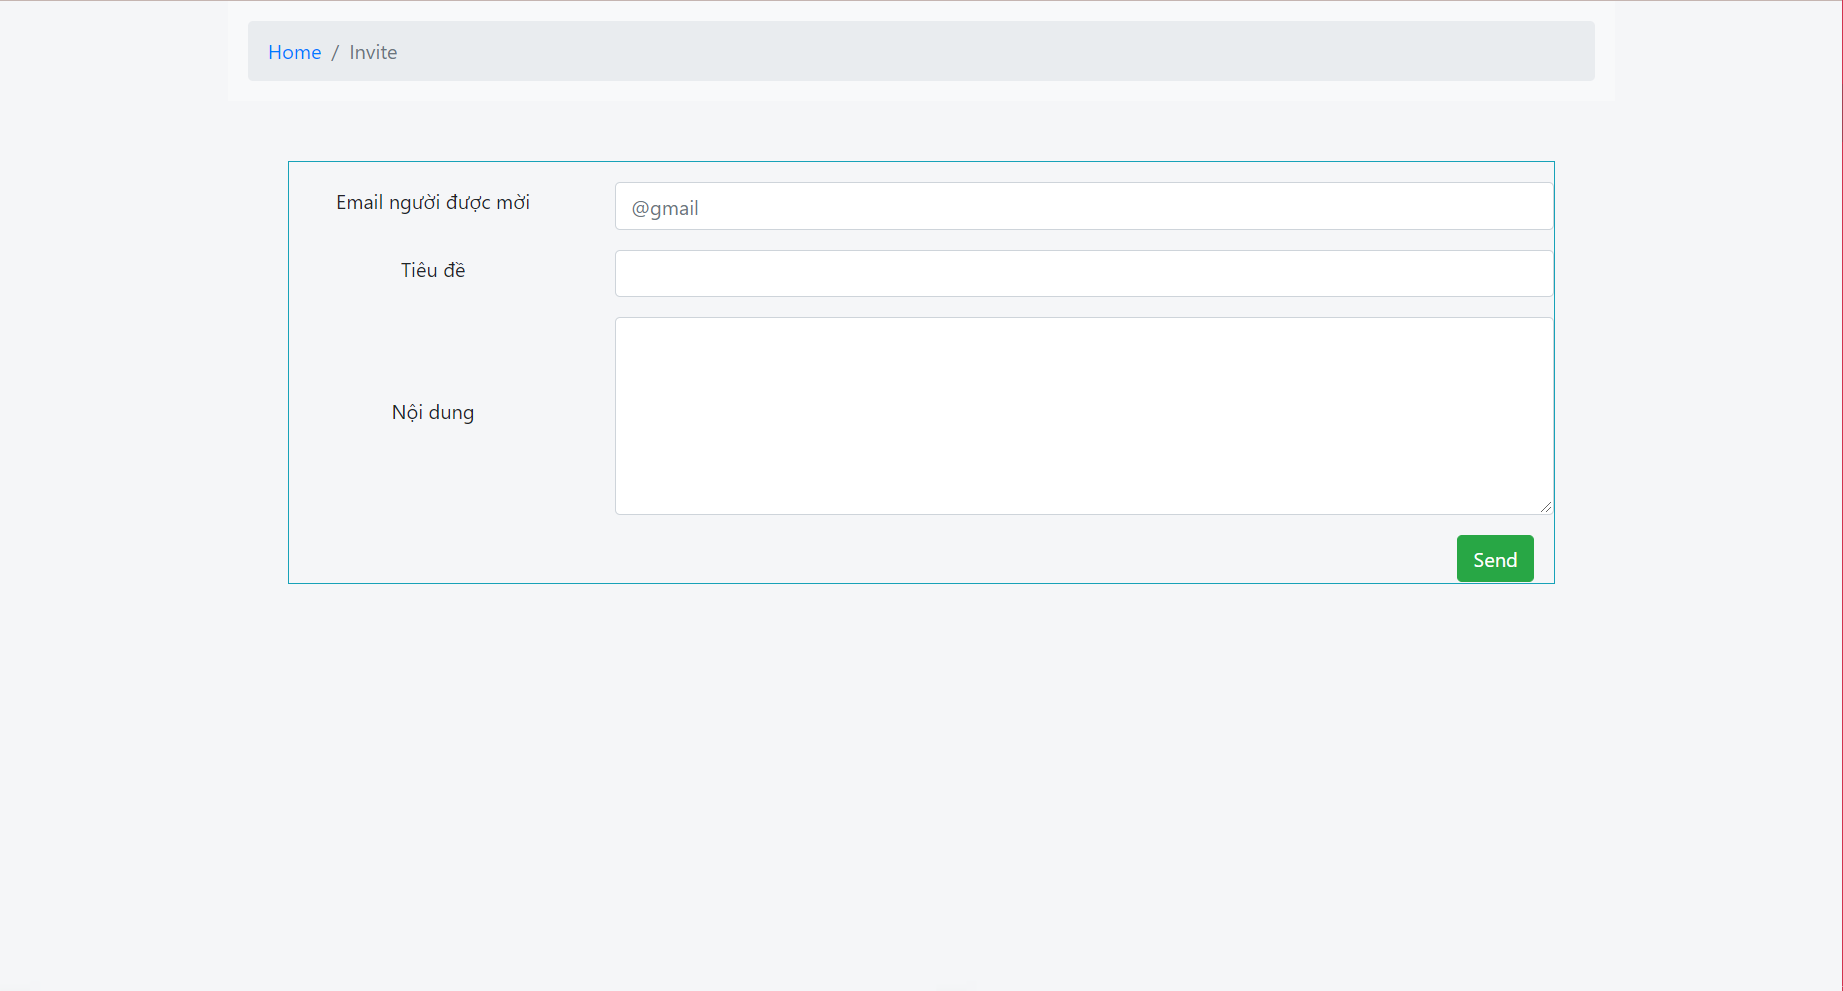 Home / Invite
Email người được mời
@gmail
Tiêu đề
Nội dung
Send